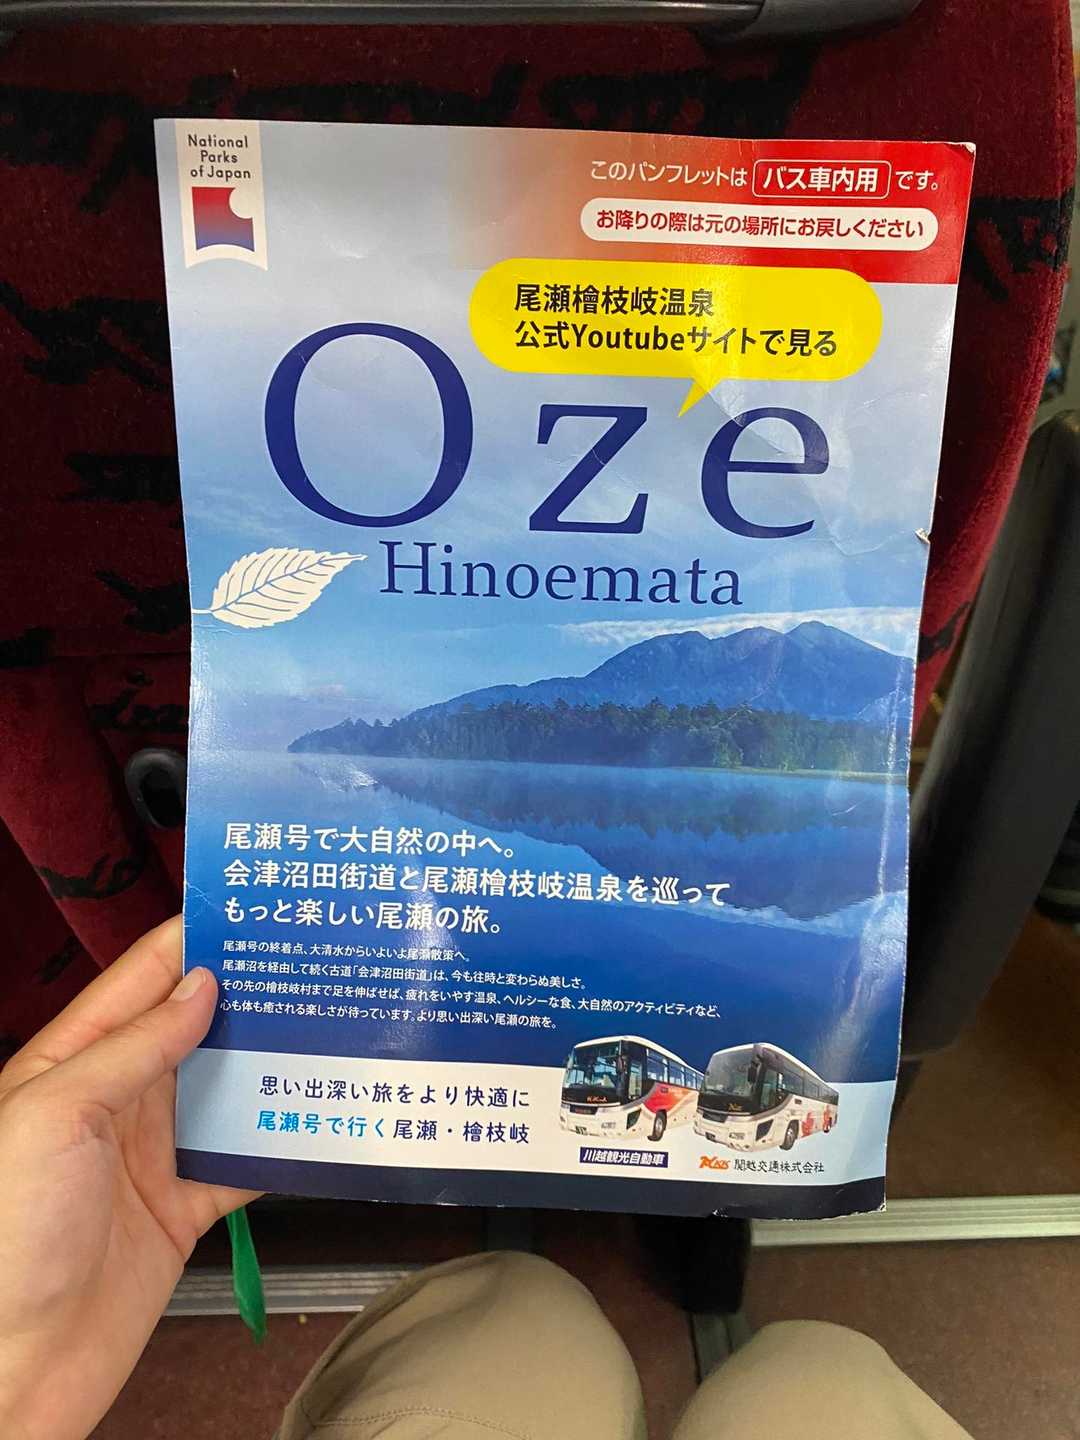 National
Parks
of Japan
このパンフレットは バス車内用 です。
お降りの際は元の場所にお戻しください
尾瀬檜枝岐温泉
公式Youtubeサイトで見る
Oze
Hinoemata
尾瀬号で大自然の中へ。
会津沼田街道と尾瀬檜枝岐温泉を巡って
もっと楽しい尾瀬の旅。
尾瀬号の終着点、大清水からいよいよ尾瀬散策へ。
尾瀬沼を経由して続く古道「会津沼田街道」は、今も往時と変わらぬ美しさ。
その先の檜枝岐村まで足を伸ばせば、疲れをいやす温泉、ヘルシーな食、大自然のアクティビティなど、
心も体も癒される楽しさが待っています。より思い出深い尾瀬の旅を。
思い出深い旅をより快適に
尾瀬号で行く 尾瀬・檜枝岐
川越観光自動車
関越交通株式会社